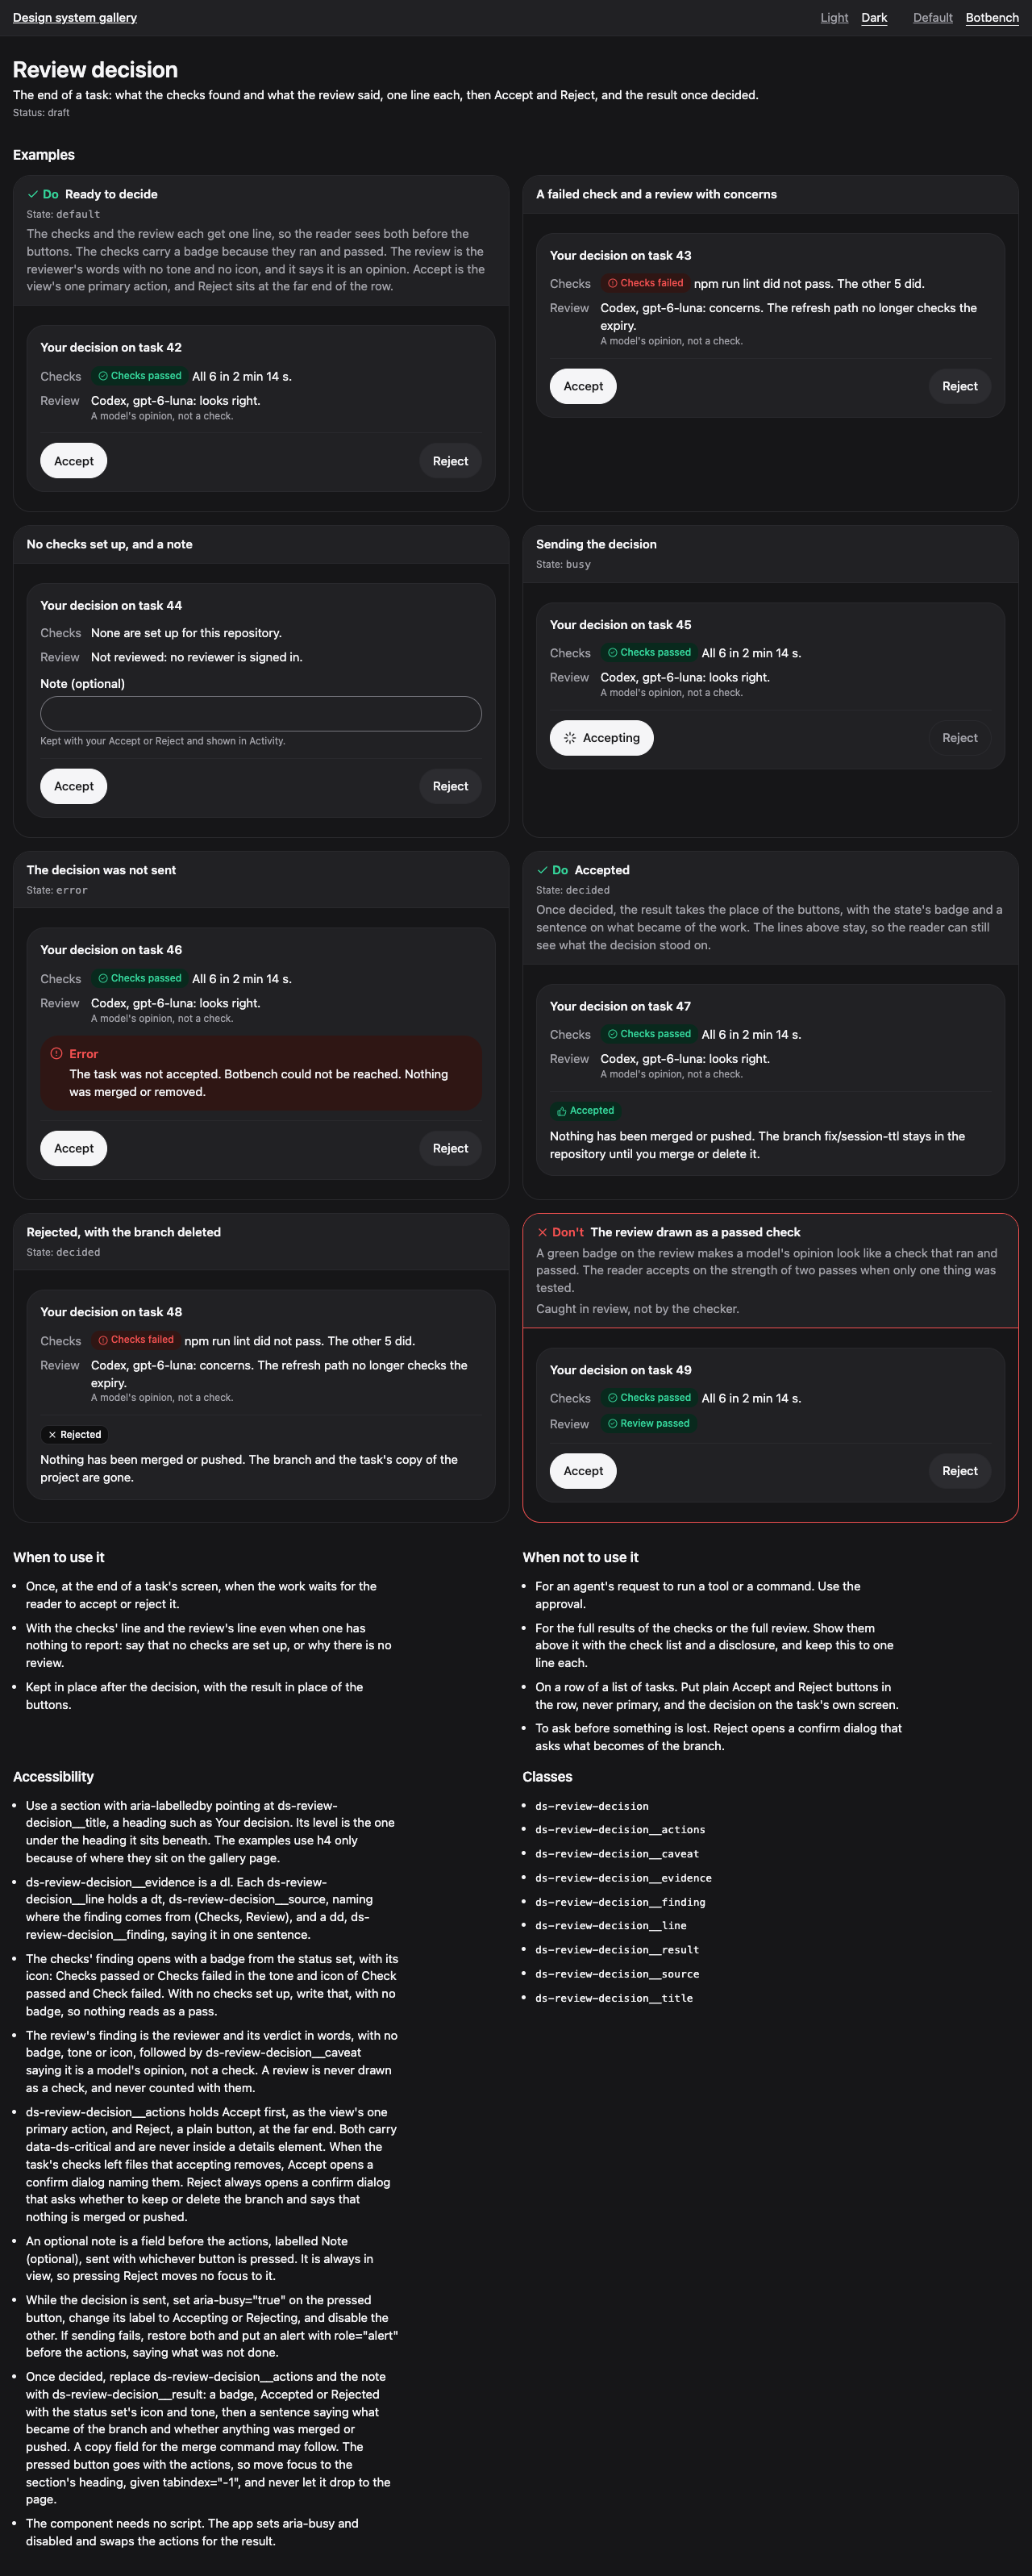 Design system gallery
Light Dark Default Botbench
Review decision
The end of a task: what the checks found and what the review said, one line each, then Accept and Reject, and the result once decided.
Status: draft
Examples
Do Ready to decide
State: default
The checks and the review each get one line, so the reader sees both before the
buttons. The checks carry a badge because they ran and passed. The review is the
reviewer's words with no tone and no icon, and it says it is an opinion. Accept is the
view's one primary action, and Reject sits at the far end of the row.
Your decision on task 42
Checks Checks passed All 6 in 2 min 14 s.
Review Codex, gpt-6-luna: looks right.
A model's opinion, not a check.
Accept Reject
A failed check and a review with concerns
Your decision on task 43
Checks Checks failed npm run lint did not pass. The other 5 did.
Review Codex, gpt-6-luna: concerns. The refresh path no longer checks the
expiry.
A model's opinion, not a check.
Accept Reject
No checks set up, and a note
Your decision on task 44
Checks None are set up for this repository.
Review Not reviewed: no reviewer is signed in.
Note (optional)
Kept with your Accept or Reject and shown in Activity.
Accept Reject
Sending the decision
State: busy
Your decision on task 45
Checks Checks passed All 6 in 2 min 14 s.
Review Codex, gpt-6-luna: looks right.
A model's opinion, not a check.
Accepting Reject
The decision was not sent
State: error
Your decision on task 46
Checks Checks passed All 6 in 2 min 14 s.
Review Codex, gpt-6-luna: looks right.
A model's opinion, not a check.
Error
The task was not accepted. Botbench could not be reached. Nothing
was merged or removed.
Accept Reject
Do Accepted
State: decided
Once decided, the result takes the place of the buttons, with the state's badge and a
sentence on what became of the work. The lines above stay, so the reader can still
see what the decision stood on.
Your decision on task 47
Checks Checks passed All 6 in 2 min 14 s.
Review Codex, gpt-6-luna: looks right.
A model's opinion, not a check.
Accepted
Nothing has been merged or pushed. The branch fix/session-ttl stays in the
repository until you merge or delete it.
Rejected, with the branch deleted
State: decided
Your decision on task 48
Checks Checks failed npm run lint did not pass. The other 5 did.
Review Codex, gpt-6-luna: concerns. The refresh path no longer checks the
expiry.
A model's opinion, not a check.
Rejected
Nothing has been merged or pushed. The branch and the task's copy of the
project are gone.
Don't The review drawn as a passed check
A green badge on the review makes a model's opinion look like a check that ran and
passed. The reader accepts on the strength of two passes when only one thing was
tested.
Caught in review, not by the checker.
Your decision on task 49
Checks Checks passed All 6 in 2 min 14 s.
Review Review passed
Accept Reject
When to use it
• Once, at the end of a task's screen, when the work waits for the
reader to accept or reject it.
• With the checks' line and the review's line even when one has
nothing to report: say that no checks are set up, or why there is no
review.
• Kept in place after the decision, with the result in place of the
buttons.
When not to use it
• For an agent's request to run a tool or a command. Use the
approval.
• For the full results of the checks or the full review. Show them
above it with the check list and a disclosure, and keep this to one
line each.
• On a row of a list of tasks. Put plain Accept and Reject buttons in
the row, never primary, and the decision on the task's own screen.
• To ask before something is lost. Reject opens a confirm dialog that
asks what becomes of the branch.
Accessibility
• Use a section with aria-labelledby pointing at ds-review-
decision__title, a heading such as Your decision. Its level is the one
under the heading it sits beneath. The examples use h4 only
because of where they sit on the gallery page.
• ds-review-decision__evidence is a dl. Each ds-review-
decision__line holds a dt, ds-review-decision__source, naming
where the finding comes from (Checks, Review), and a dd, ds-
review-decision__finding, saying it in one sentence.
• The checks' finding opens with a badge from the status set, with its
icon: Checks passed or Checks failed in the tone and icon of Check
passed and Check failed. With no checks set up, write that, with no
badge, so nothing reads as a pass.
• The review's finding is the reviewer and its verdict in words, with no
badge, tone or icon, followed by ds-review-decision__caveat
saying it is a model's opinion, not a check. A review is never drawn
as a check, and never counted with them.
• ds-review-decision__actions holds Accept first, as the view's one
primary action, and Reject, a plain button, at the far end. Both carry
data-ds-critical and are never inside a details element. When the
task's checks left files that accepting removes, Accept opens a
confirm dialog naming them. Reject always opens a confirm dialog
that asks whether to keep or delete the branch and says that
nothing is merged or pushed.
• An optional note is a field before the actions, labelled Note
(optional), sent with whichever button is pressed. It is always in
view, so pressing Reject moves no focus to it.
• While the decision is sent, set aria-busy="true" on the pressed
button, change its label to Accepting or Rejecting, and disable the
other. If sending fails, restore both and put an alert with role="alert"
before the actions, saying what was not done.
• Once decided, replace ds-review-decision__actions and the note
with ds-review-decision__result: a badge, Accepted or Rejected
with the status set's icon and tone, then a sentence saying what
became of the branch and whether anything was merged or
pushed. A copy field for the merge command may follow. The
pressed button goes with the actions, so move focus to the
section's heading, given tabindex="-1", and never let it drop to the
page.
• The component needs no script. The app sets aria-busy and
disabled and swaps the actions for the result.
Classes
• ds-review-decision
• ds-review-decision__actions
• ds-review-decision__caveat
• ds-review-decision__evidence
• ds-review-decision__finding
• ds-review-decision__line
• ds-review-decision__result
• ds-review-decision__source
• ds-review-decision__title